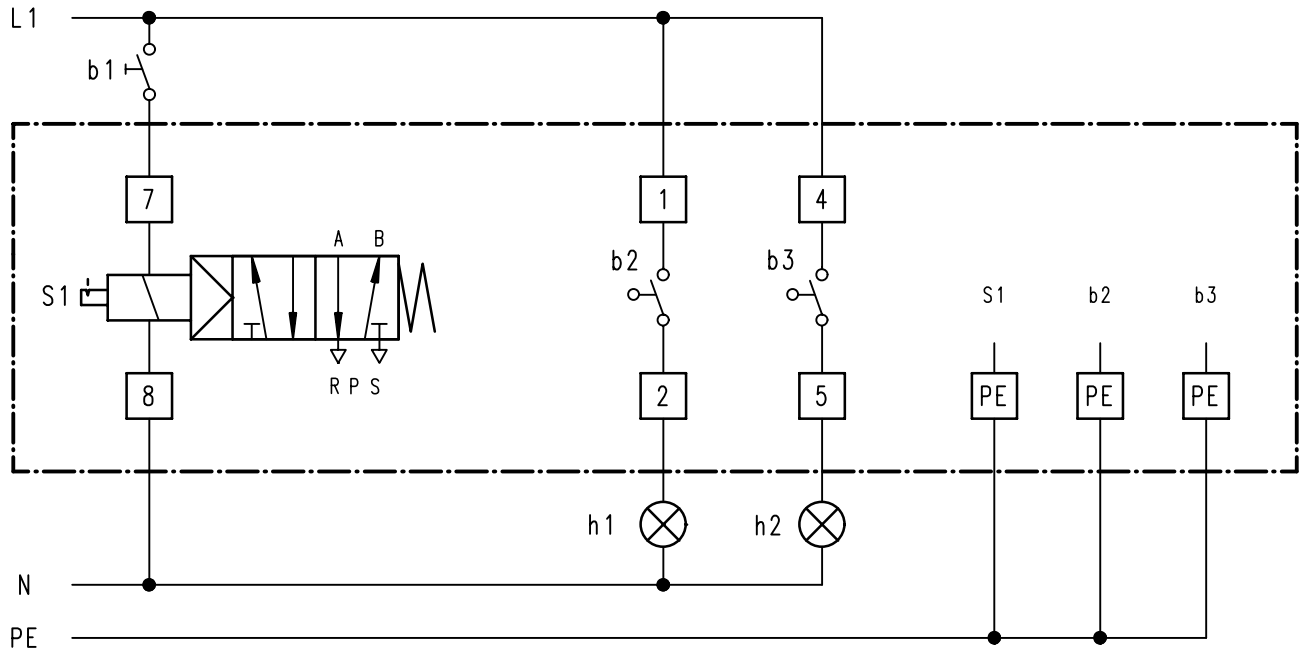 L1
b1
7 1 4
A B
b2 b3
S1 S1 b2 b3
R P S
8 2 5 PE PE PE
h1 h2
N
PE